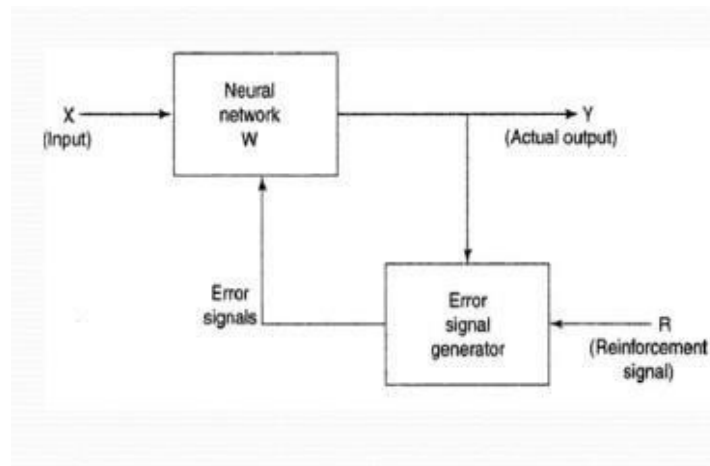 Neural
network
W
X
(Input)
Y
(Actual output)
Error
signals
Error
signal
generator
R
(Reinforcement
signal)